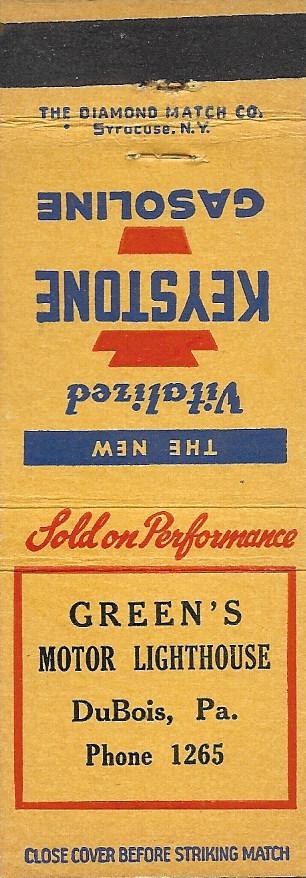 THE DIAMOND MATCH CO.
Syracuse, N.Y.
THE NEW
Vitalized
KEYSTONE
GASOLINE
Sold on Performance
GREEN'S
MOTOR LIGHTHOUSE
DuBois, Pa.
Phone 1265
CLOSE COVER BEFORE STRIKING MATCH